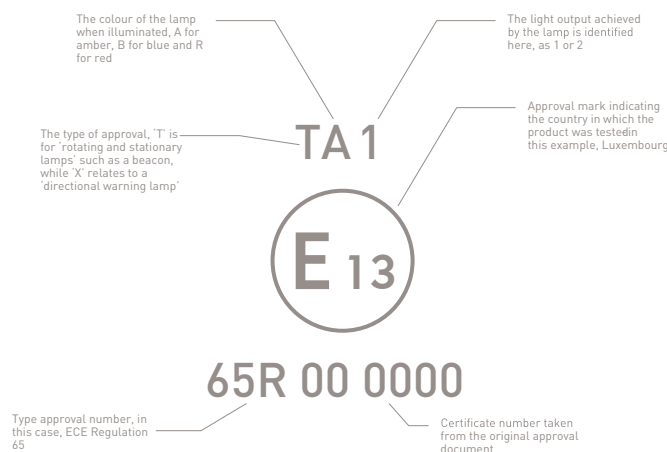 The colour of the lamp
when illuminated, A for
amber, B for blue and R
for red
The light output achieved
by the lamp is identified
here, as 1 or 2
Approval mark indicating
the country in which the
product was testedin
this example, Luxembourg
The type of approval, 'T' is
for 'rotating and stationary
lamps' such as a beacon,
while 'X' relates to a
'directional warning lamp'
TA 1
E 13
65R 00 0000
Type approval number, in
this case, ECE Regulation
65
Certificate number taken
from the original approval
document